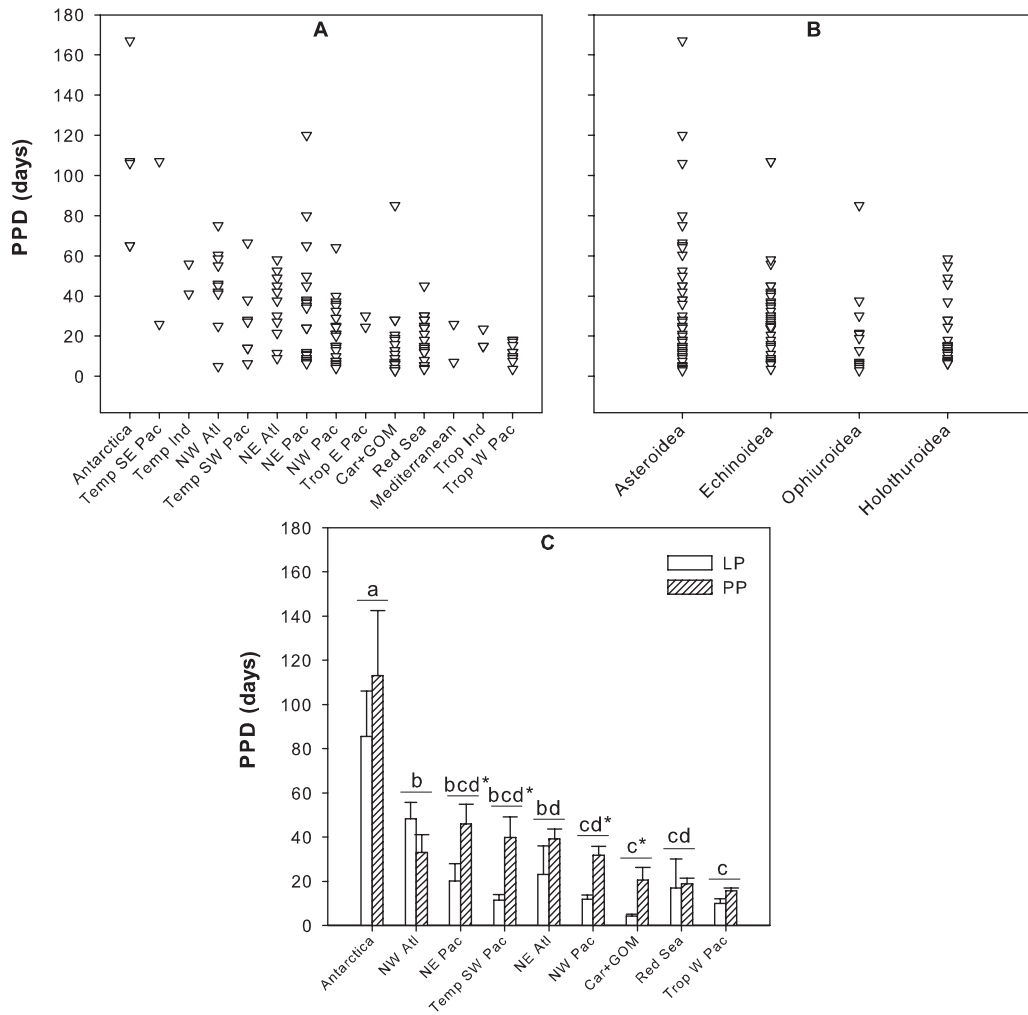 A
PPD (days)
180
160
140
120
100
80
60
40
20
0
Antarctica
Temp SE Pac
Temp Ind
NW Atl
Temp SW Pac
NE Atl
NE Pac
NW Pac
Trop E Pac
Car+GOM
Red Sea
Mediterranean
Trop Ind
Trop W Pac
B
Asteroidea
Echinoidea
Ophiuroidea
Holothuroidea
C
PPD (days)
180
160
140
120
100
80
60
40
20
0
LP
PP
a
b
bcd*
bcd*
bd
cd*
c*
cd
c
Antarctica
NW Atl
NE Pac
Temp SW Pac
NE Atl
NW Pac
Car+GOM
Red Sea
Trop W Pac